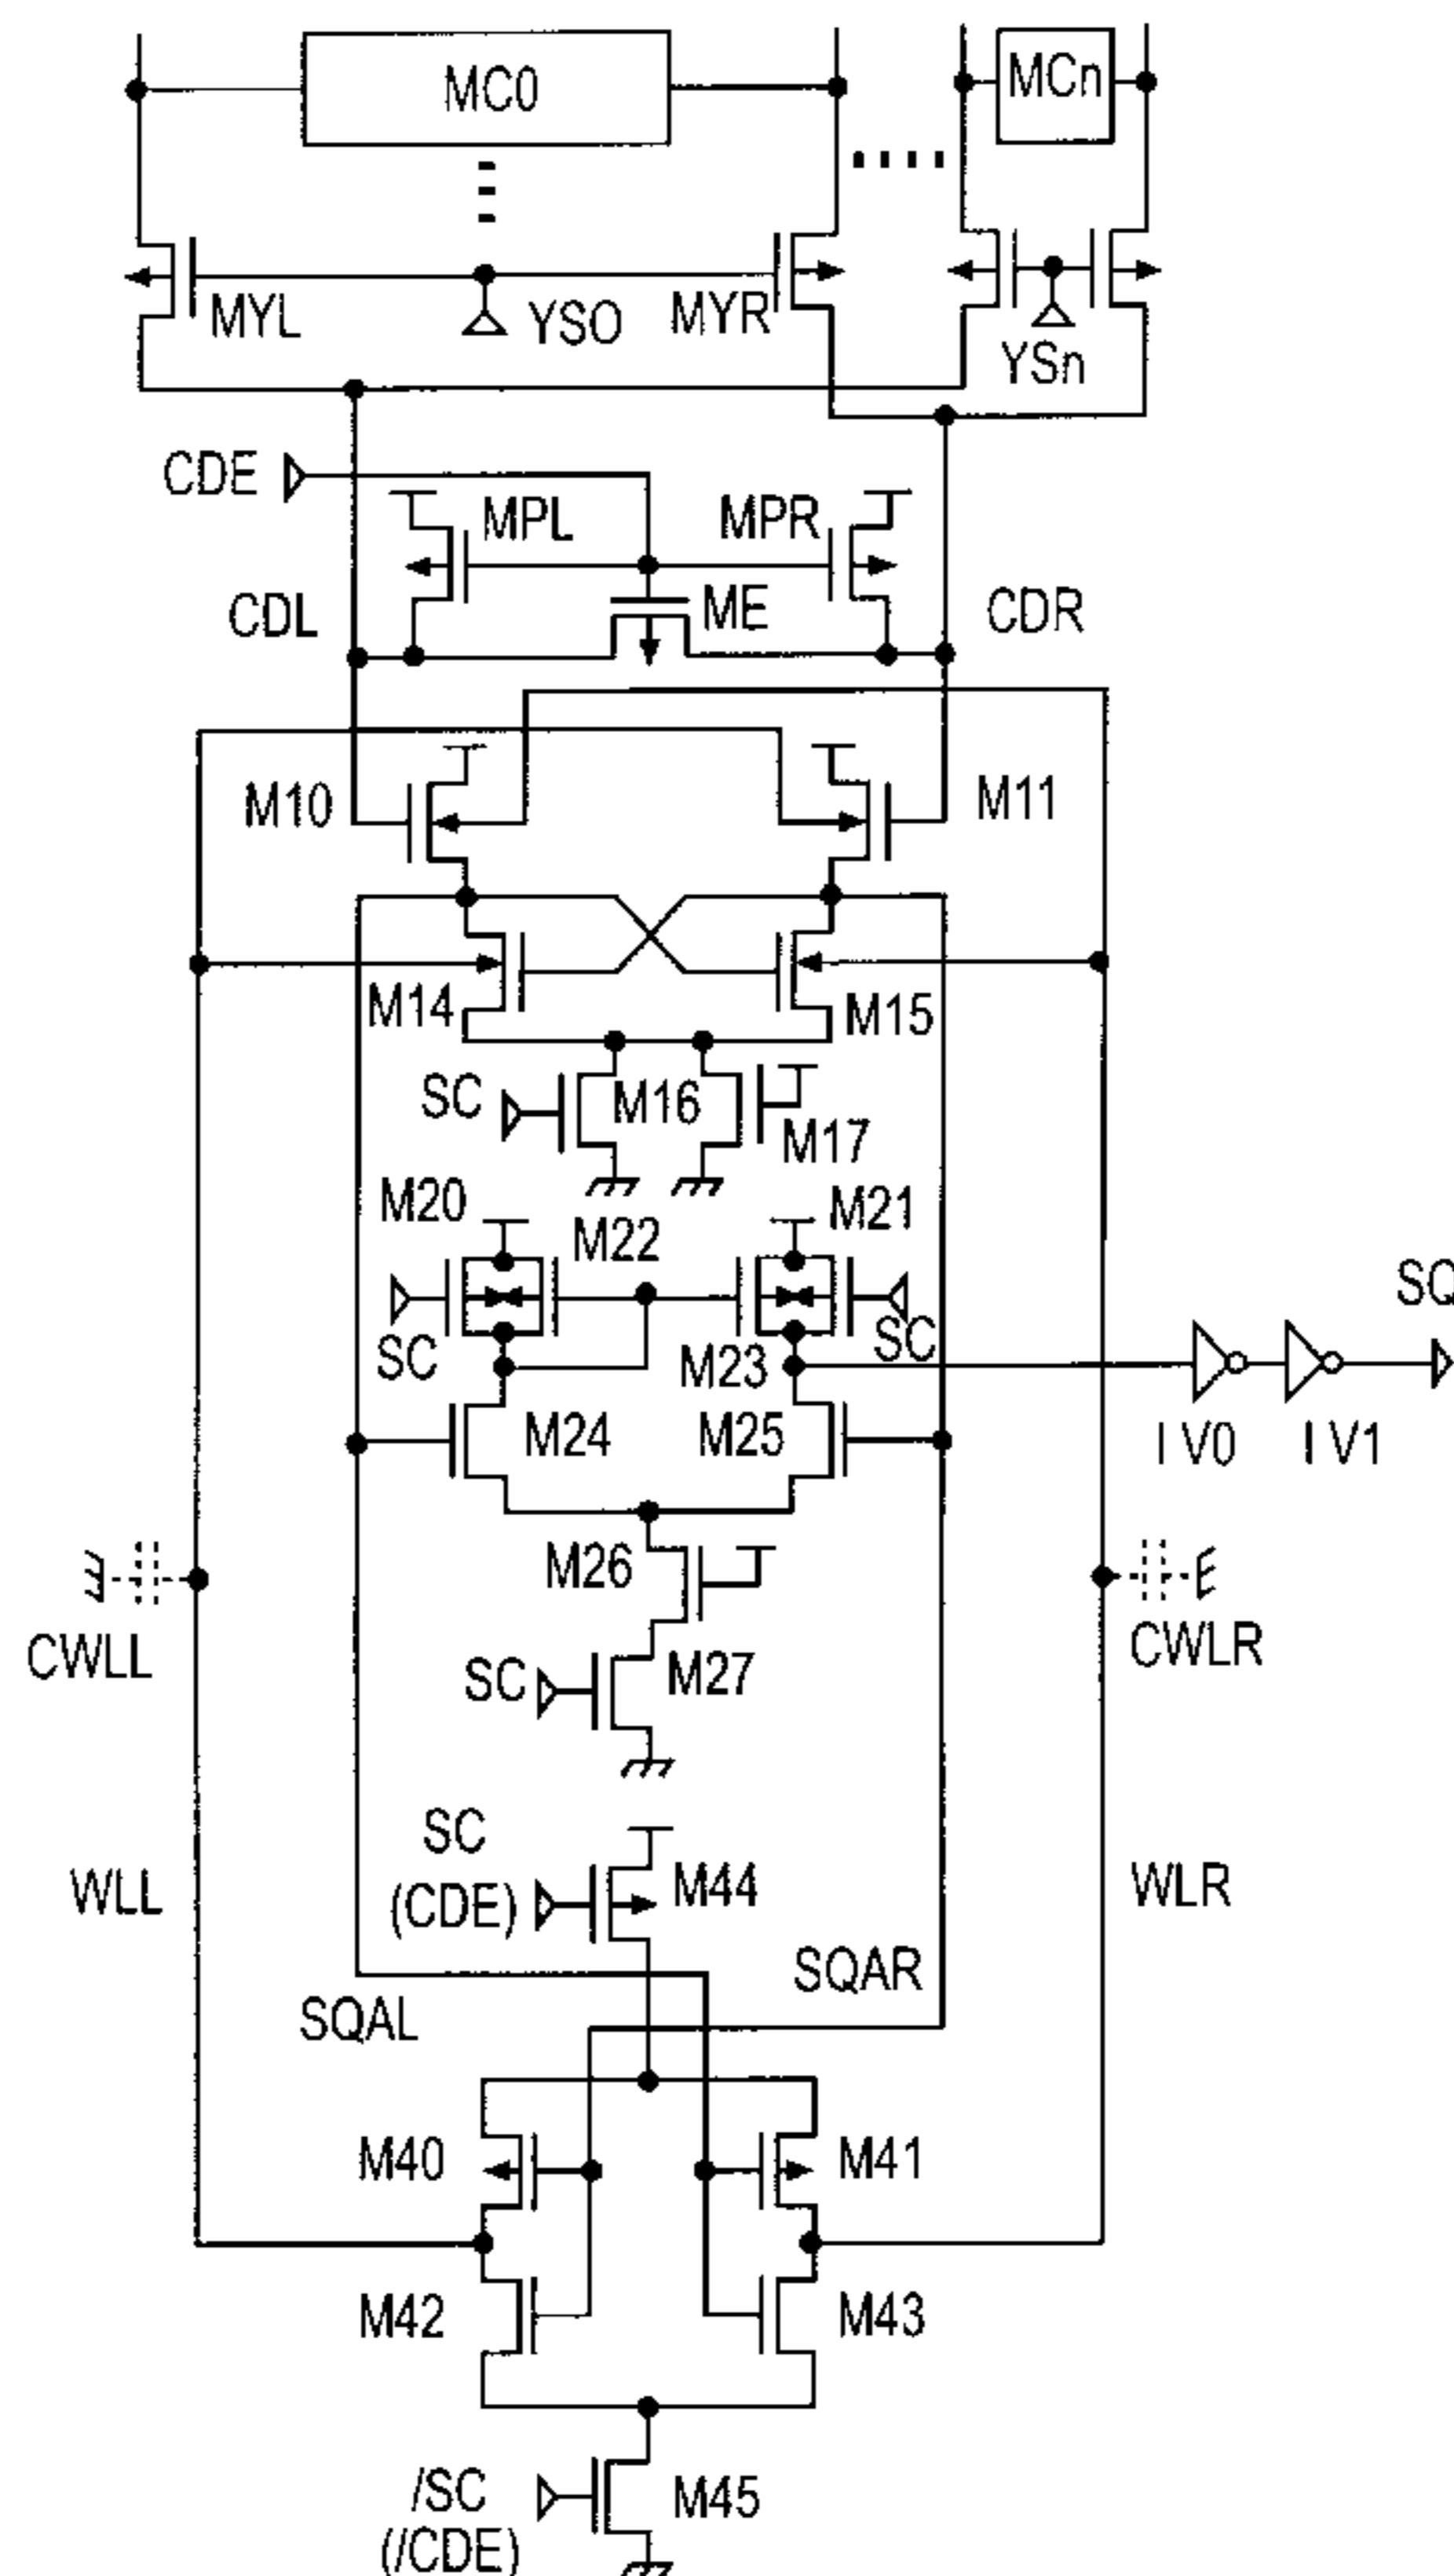 MC0
MCn
MYL
YSO
MYR
YSn
CDE
MPL
MPR
CDL
ME
CDR
M10
M11
M14
M15
SC
M16
M17
M20
M22
M21
SC
M23
SC
SQ
M24
M25
IV0
IV1
M26
CWLL
CWLR
SC
M27
SC
(CDE)
M44
WLL
WLR
SQAR
SQAL
M40
M41
M42
M43
/SC
(/CDE)
M45